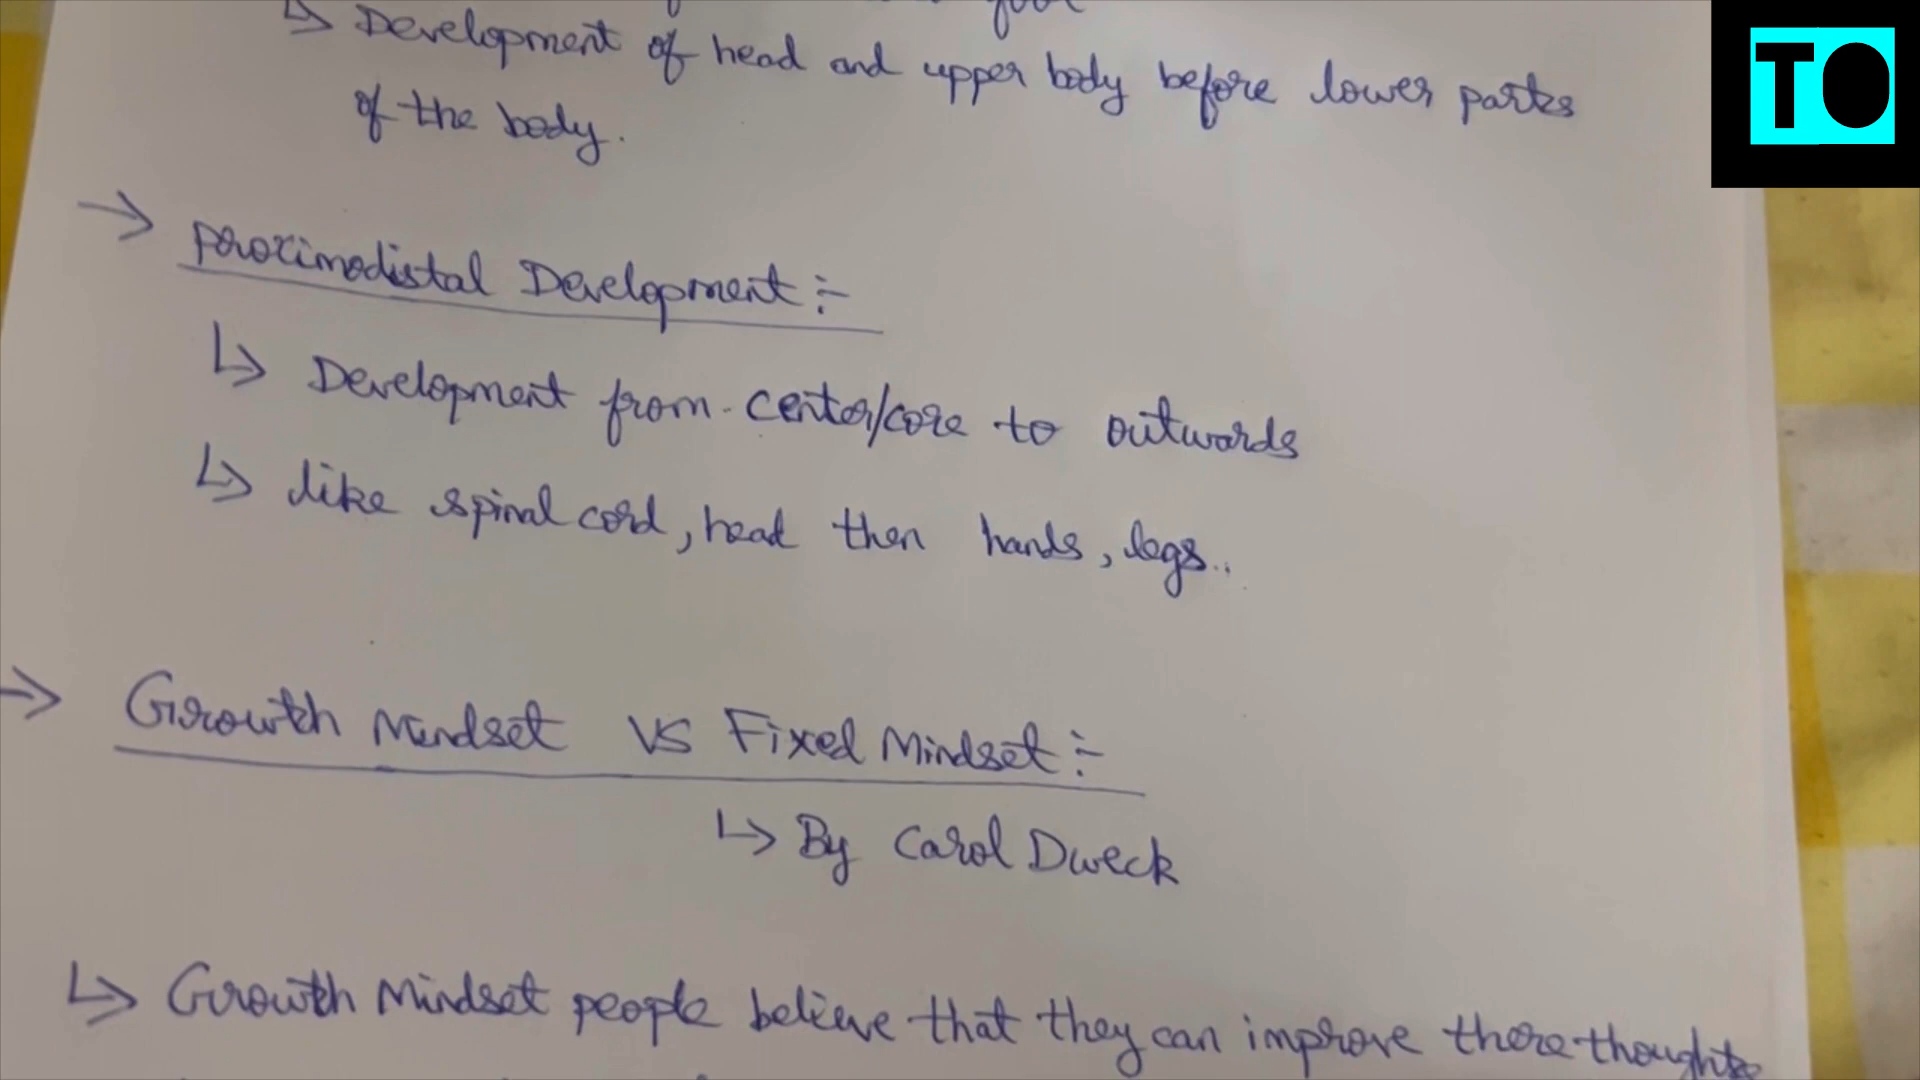 ↳ Development of head and upper body before lower parts
of the body.
→ Proximodistal Development :-
↳ Development from center/core to outwards
↳ like spinal cord, head then hands, legs..
→ Growth Mindset VS Fixed Mindset :-
↳ By Carol Dweck
↳ Growth Mindset people believe that they can improve there thoughts
TO